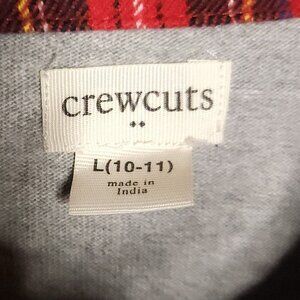 crewcuts
L(10-11)
made in
India